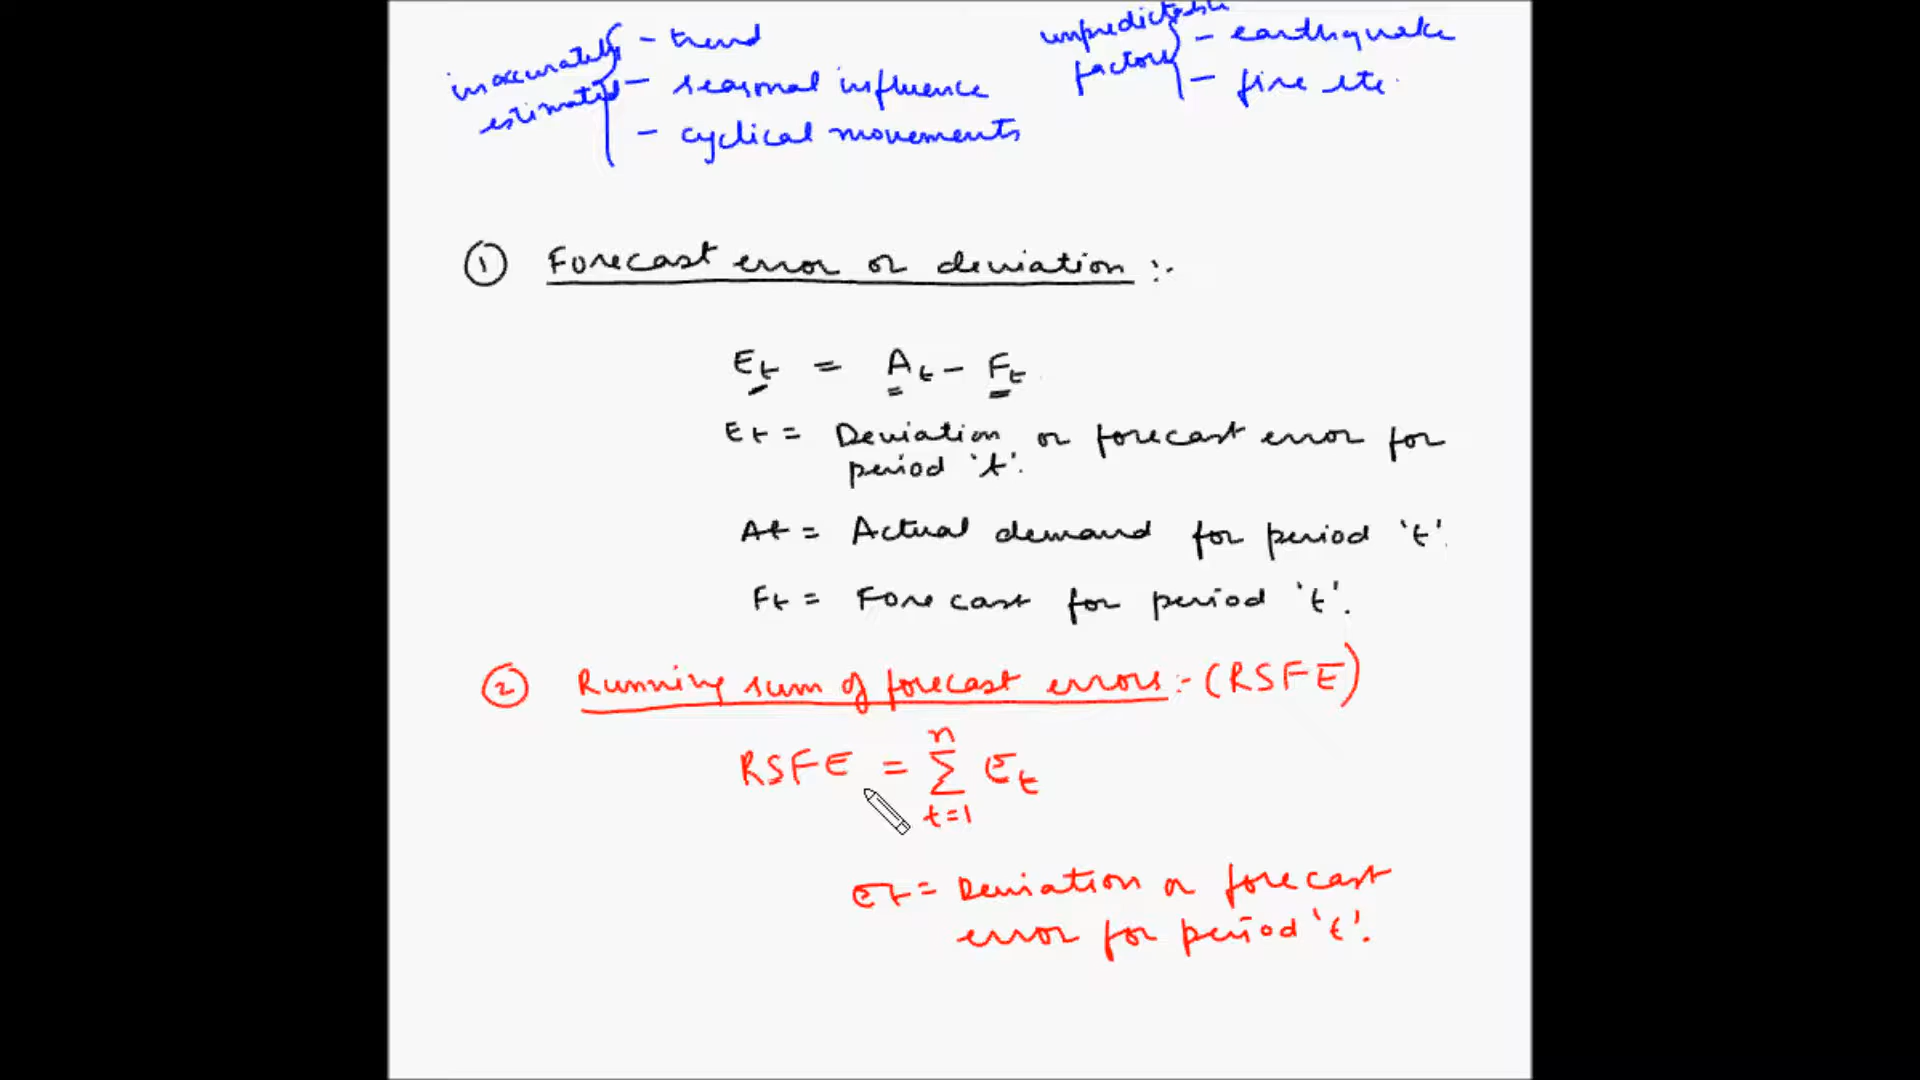 inaccurately estimated - trend
- seasonal influence
- cyclical movements
unpredictable factors - earthquake
- fire etc.
① Forecast error or deviation :-
Et = At - Ft
Et = Deviation or forecast error for
period 't'.
At = Actual demand for period 't'.
Ft = Forecast for period 't'.
② Running sum of forecast errors :- (RSFE)
RSFE = n∑t=1 Et
Et = Deviation or forecast
error for period 't'.